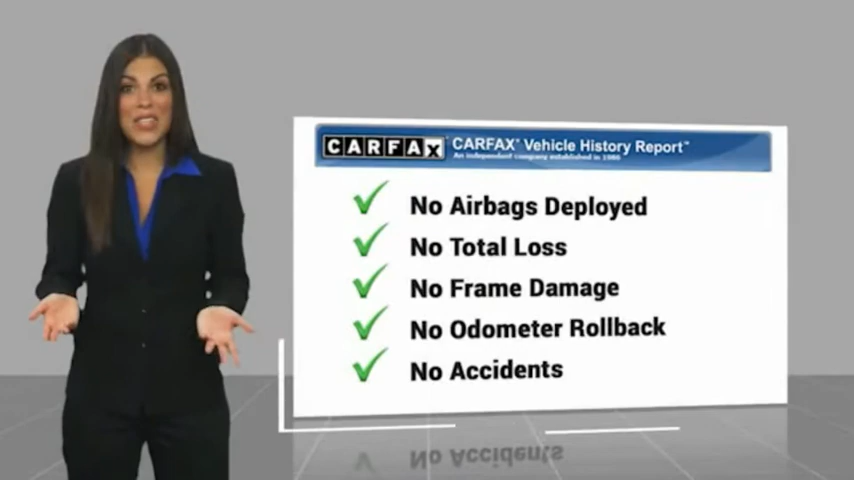 CARFAX CARFAX® Vehicle History Report™
An independent company established in 1986
No Airbags Deployed
No Total Loss
No Frame Damage
No Odometer Rollback
No Accidents
No Accidents